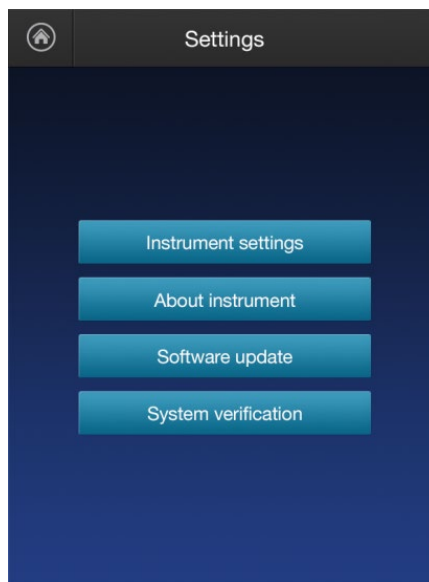 Settings
Instrument settings
About instrument
Software update
System verification